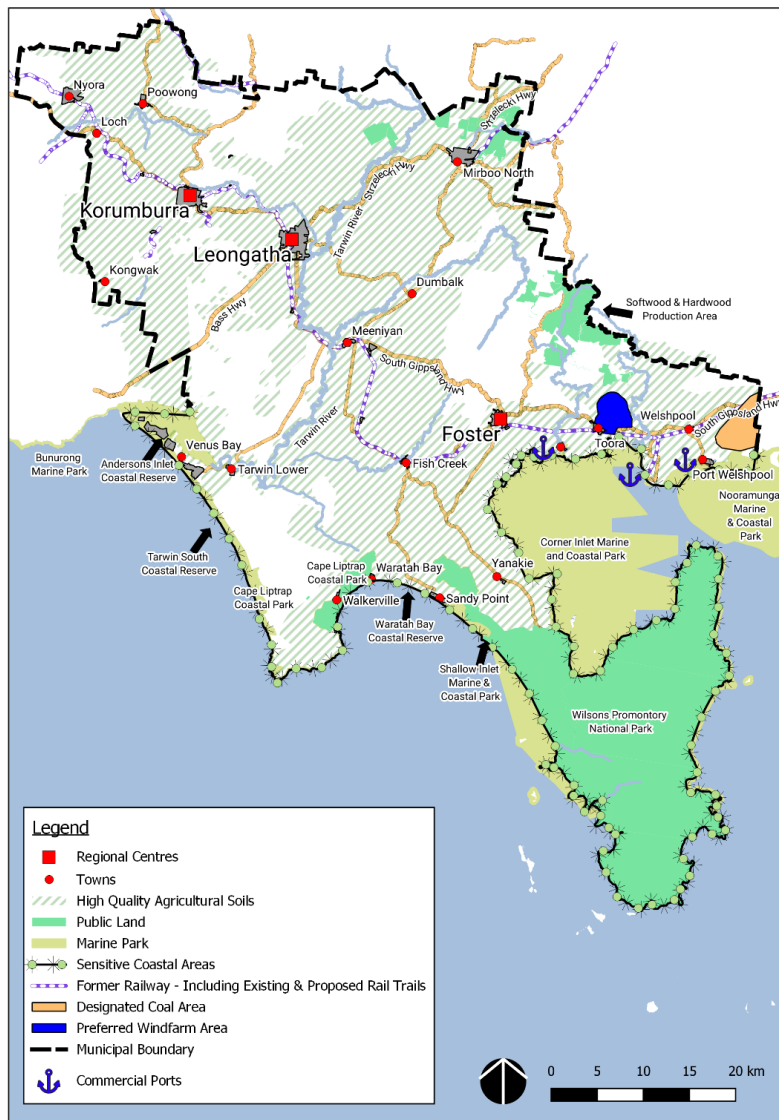 Nyora
Poowong
Loch
Strzelecki Hwy
Mirboo North
Korumburra
Tarwin River - Strzelecki Hwy
Leongatha
Kongwak
Dumbalk
Softwood & Hardwood
Production Area
Bass Hwy
Meeniyan
South Gippsland Hwy
Tarwin River
Foster
Welshpool
South Gippsland Hwy
Toora
Bunurong
Marine Park
Venus Bay
Andersons Inlet
Coastal Reserve
Tarwin Lower
Fish Creek
Port Welshpool
Nooramunga
Marine
& Coastal
Park
Tarwin South
Coastal Reserve
Corner Inlet Marine
and Coastal Park
Cape Liptrap
Coastal Park
Waratah Bay
Yanakie
Cape Liptrap
Coastal Park
Walkerville
Sandy Point
Waratah Bay
Coastal Reserve
Shallow Inlet
Marine &
Coastal Park
Wilsons Promontory
National Park
Legend
Regional Centres
Towns
High Quality Agricultural Soils
Public Land
Marine Park
Sensitive Coastal Areas
Former Railway - Including Existing & Proposed Rail Trails
Designated Coal Area
Preferred Windfarm Area
Municipal Boundary
Commercial Ports
0 5 10 15 20 km